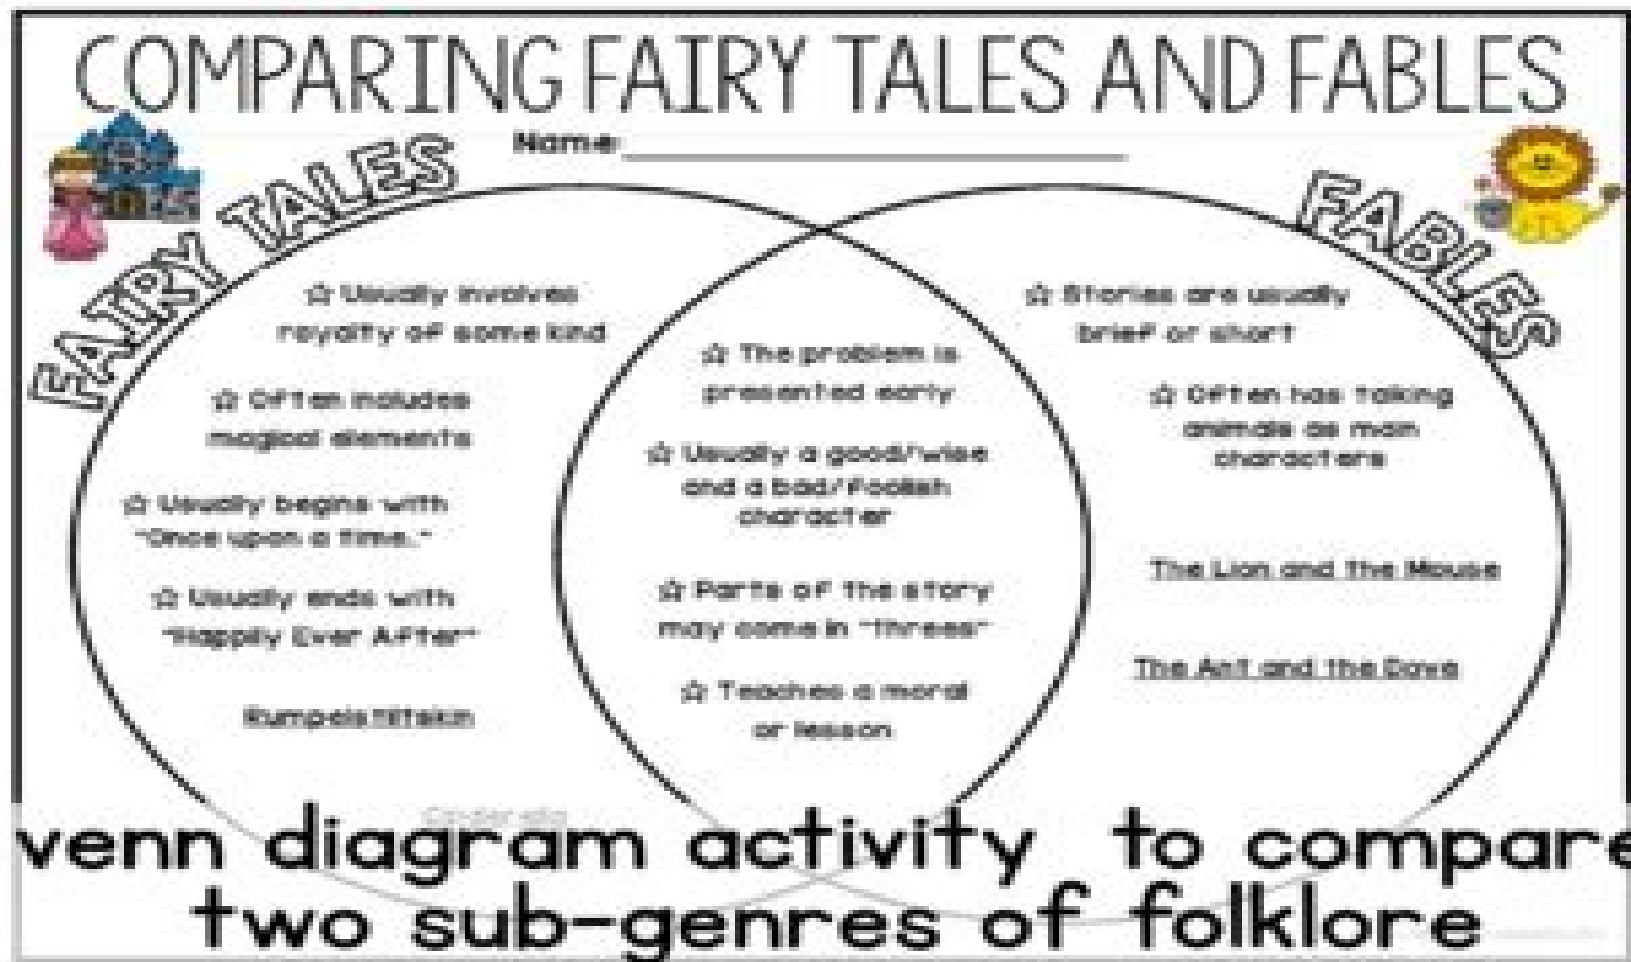 COMPARING FAIRY TALES AND FABLES
Name
FAIRY TALES
☆ Usually involves
royalty of some kind
☆ Often includes
magical elements
☆ Usually begins with
"Once upon a time."
☆ Usually ends with
"Happily Ever After"
Rumpelstiltskin
☆ The problem is
presented early
☆ Usually a good/wise
and a bad/foolish
character
☆ Parts of the story
may come in "threes"
☆ Teaches a moral
or lesson
FABLES
☆ Stories are usually
brief or short
☆ Often has talking
animals as main
characters
The Lion and the Mouse
The Ant and the Dove
venn diagram activity to compare
two sub-genres of folklore